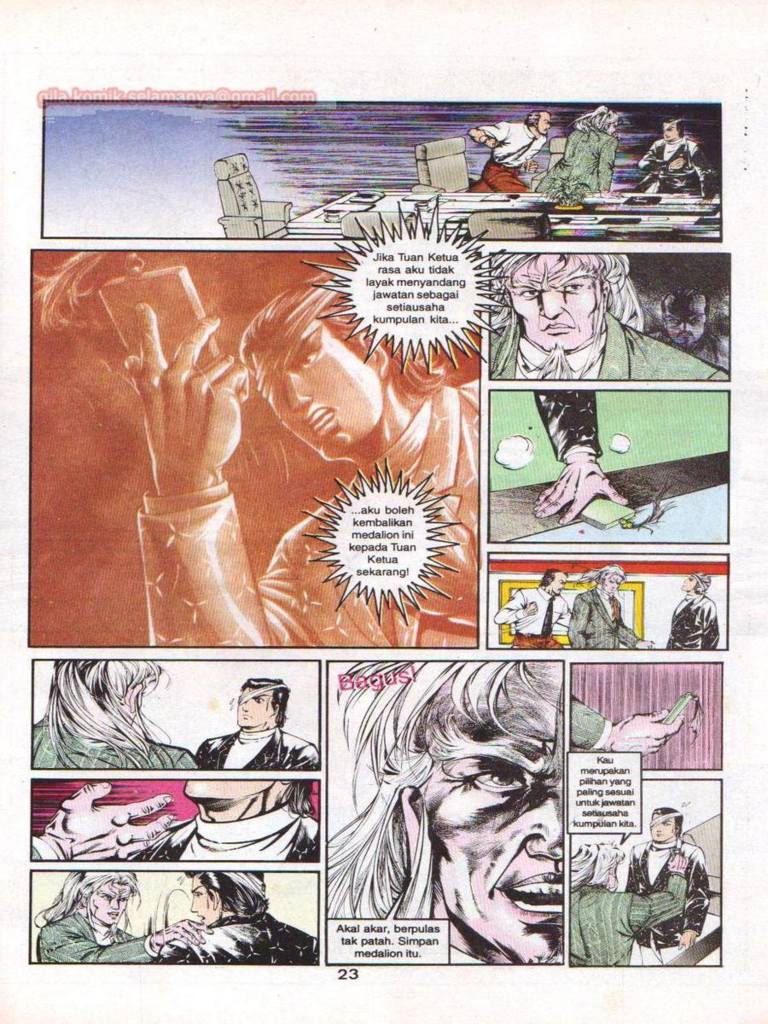 gila.komik.selamanya@gmail.com
Jika Tuan Ketua
rasa aku tidak
layak menyandang
jawatan sebagai
setiausaha
kumpulan kita...
...aku boleh
kembalikan
medalion ini
kepada Tuan
Ketua
sekarang!
Bagus!
Akal akar, berpulas
tak patah. Simpan
medalion itu.
Kau
merupakan
pilihan yang
paling sesuai
untuk jawatan
setiausaha
kumpulan kita.
23